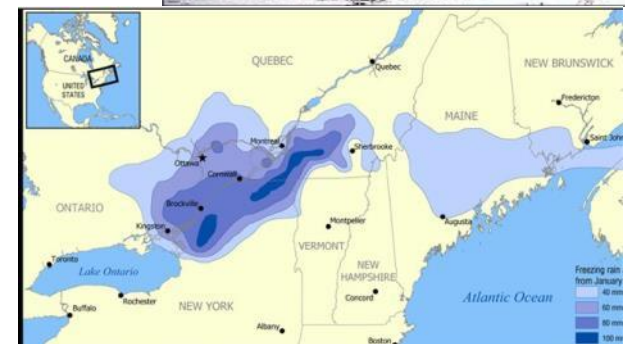 CANADA
UNITED
STATES
QUEBEC
Quebec
NEW BRUNSWICK
Fredericton
MAINE
Saint John
Montreal
Sherbrooke
Ottawa
Cornwall
Brockville
ONTARIO
Kingston
Montpelier
Augusta
VERMONT
Toronto
Lake Ontario
NEW
HAMPSHIRE
Freezing rain
from January
Rochester
Concord
Atlantic Ocean
40 mm
Buffalo
NEW YORK
60 mm
80 mm
Albany
100 mm
Boston